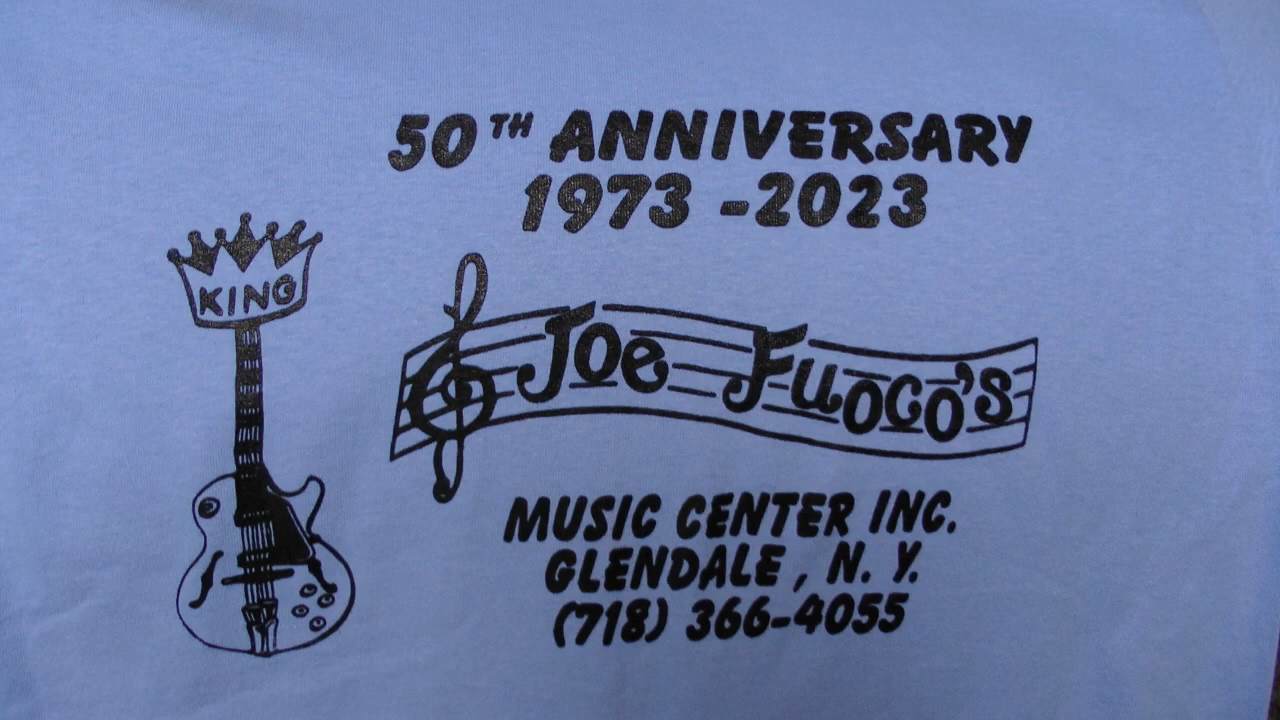 50TH ANNIVERSARY
1973 -2023
KING
Joe Fuoco's
MUSIC CENTER INC.
GLENDALE, N. Y.
(718) 366-4055